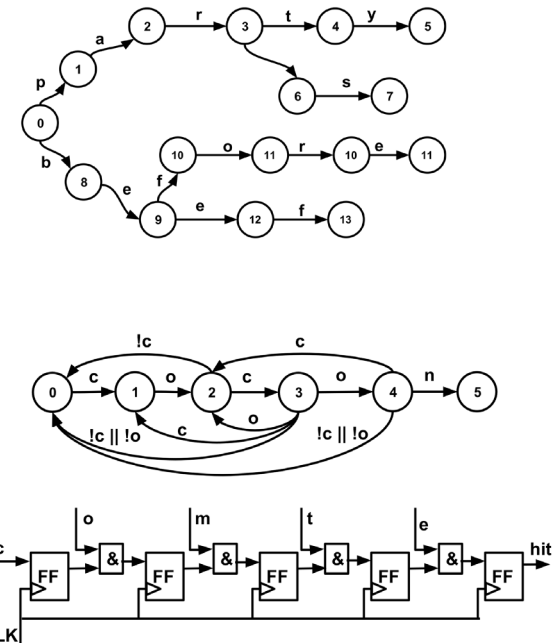 2 r 3 t 4 y 5
a
1
p
6 s 7
0
b
10 o 11 r 10 e 11
8 e f
9 e 12 f 13
!c c
0 c 1 o 2 c 3 o 4 n 5
o
c
!c || !o !c || !o
o m t e
c & & & & hit
FF FF FF FF FF
LK